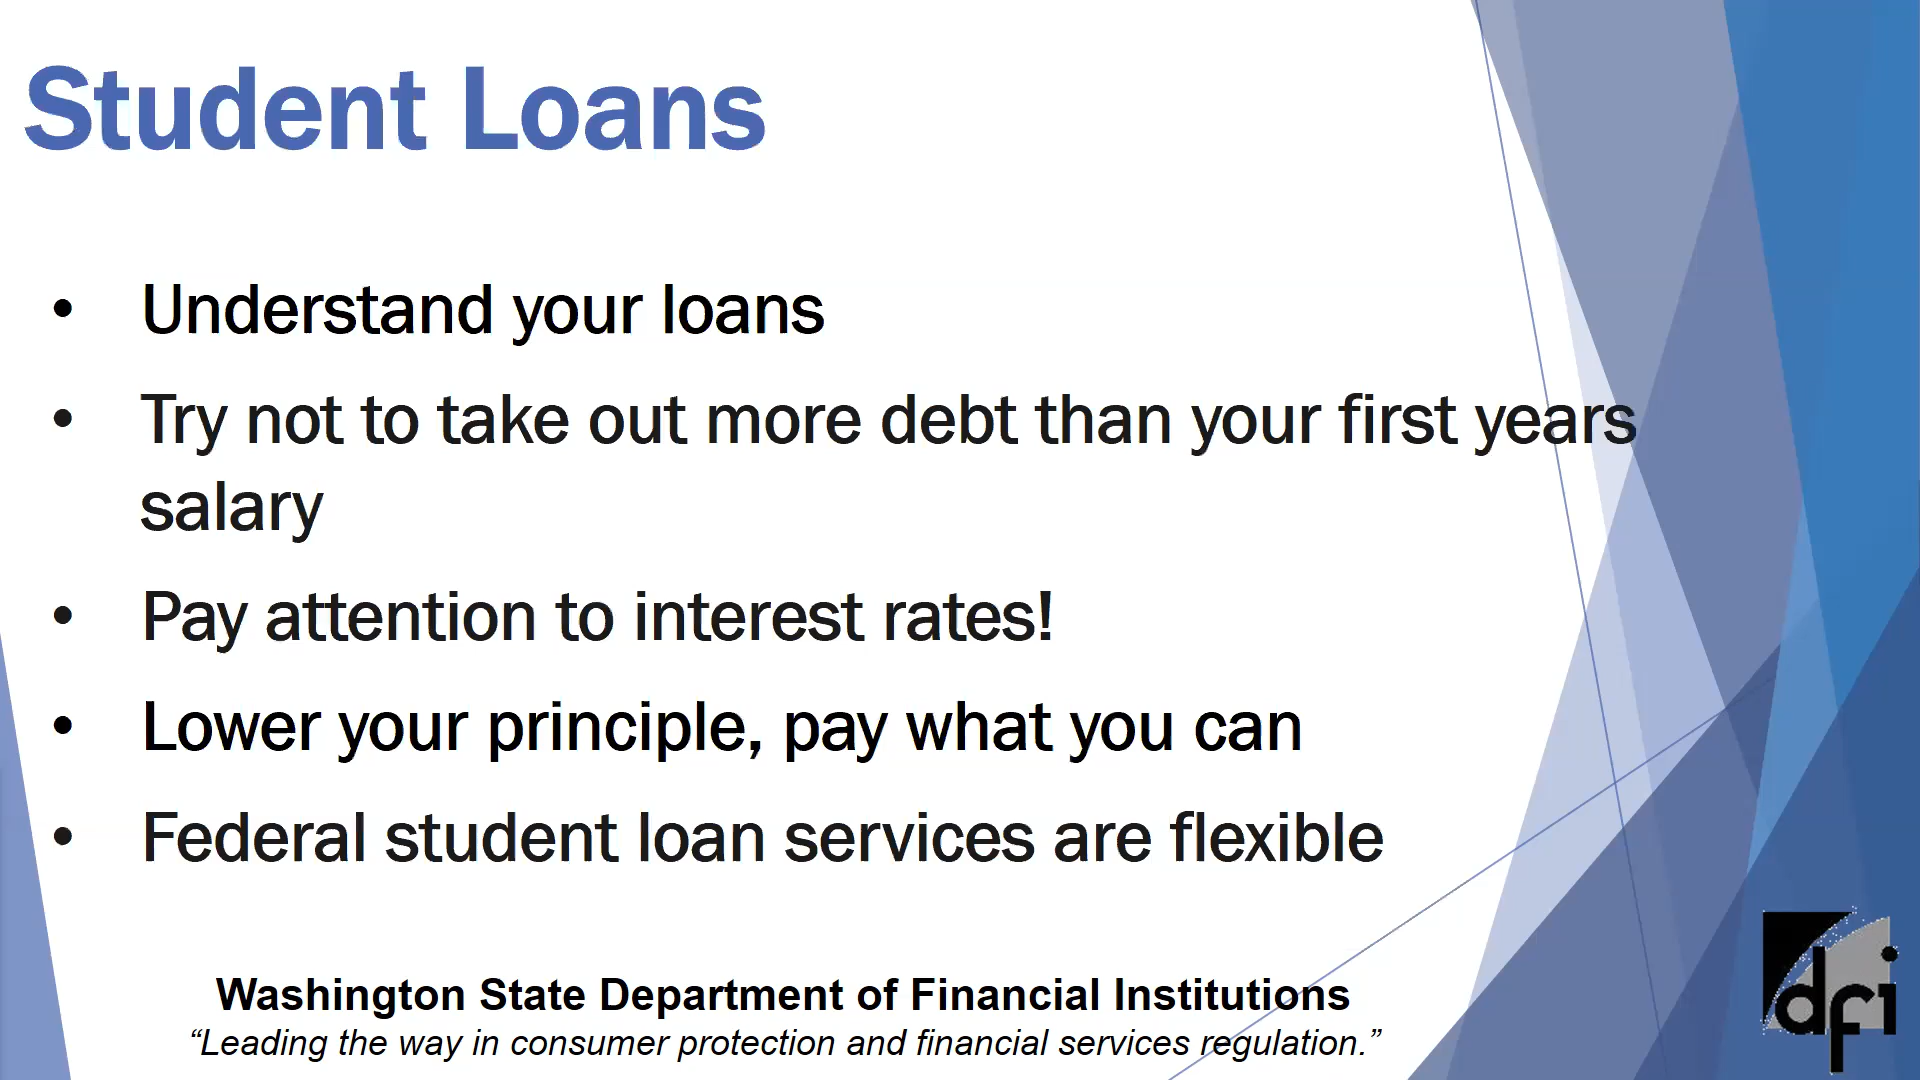 Student Loans
• Understand your loans
• Try not to take out more debt than your first years
salary
• Pay attention to interest rates!
• Lower your principle, pay what you can
• Federal student loan services are flexible
Washington State Department of Financial Institutions
“Leading the way in consumer protection and financial services regulation.”
dfi